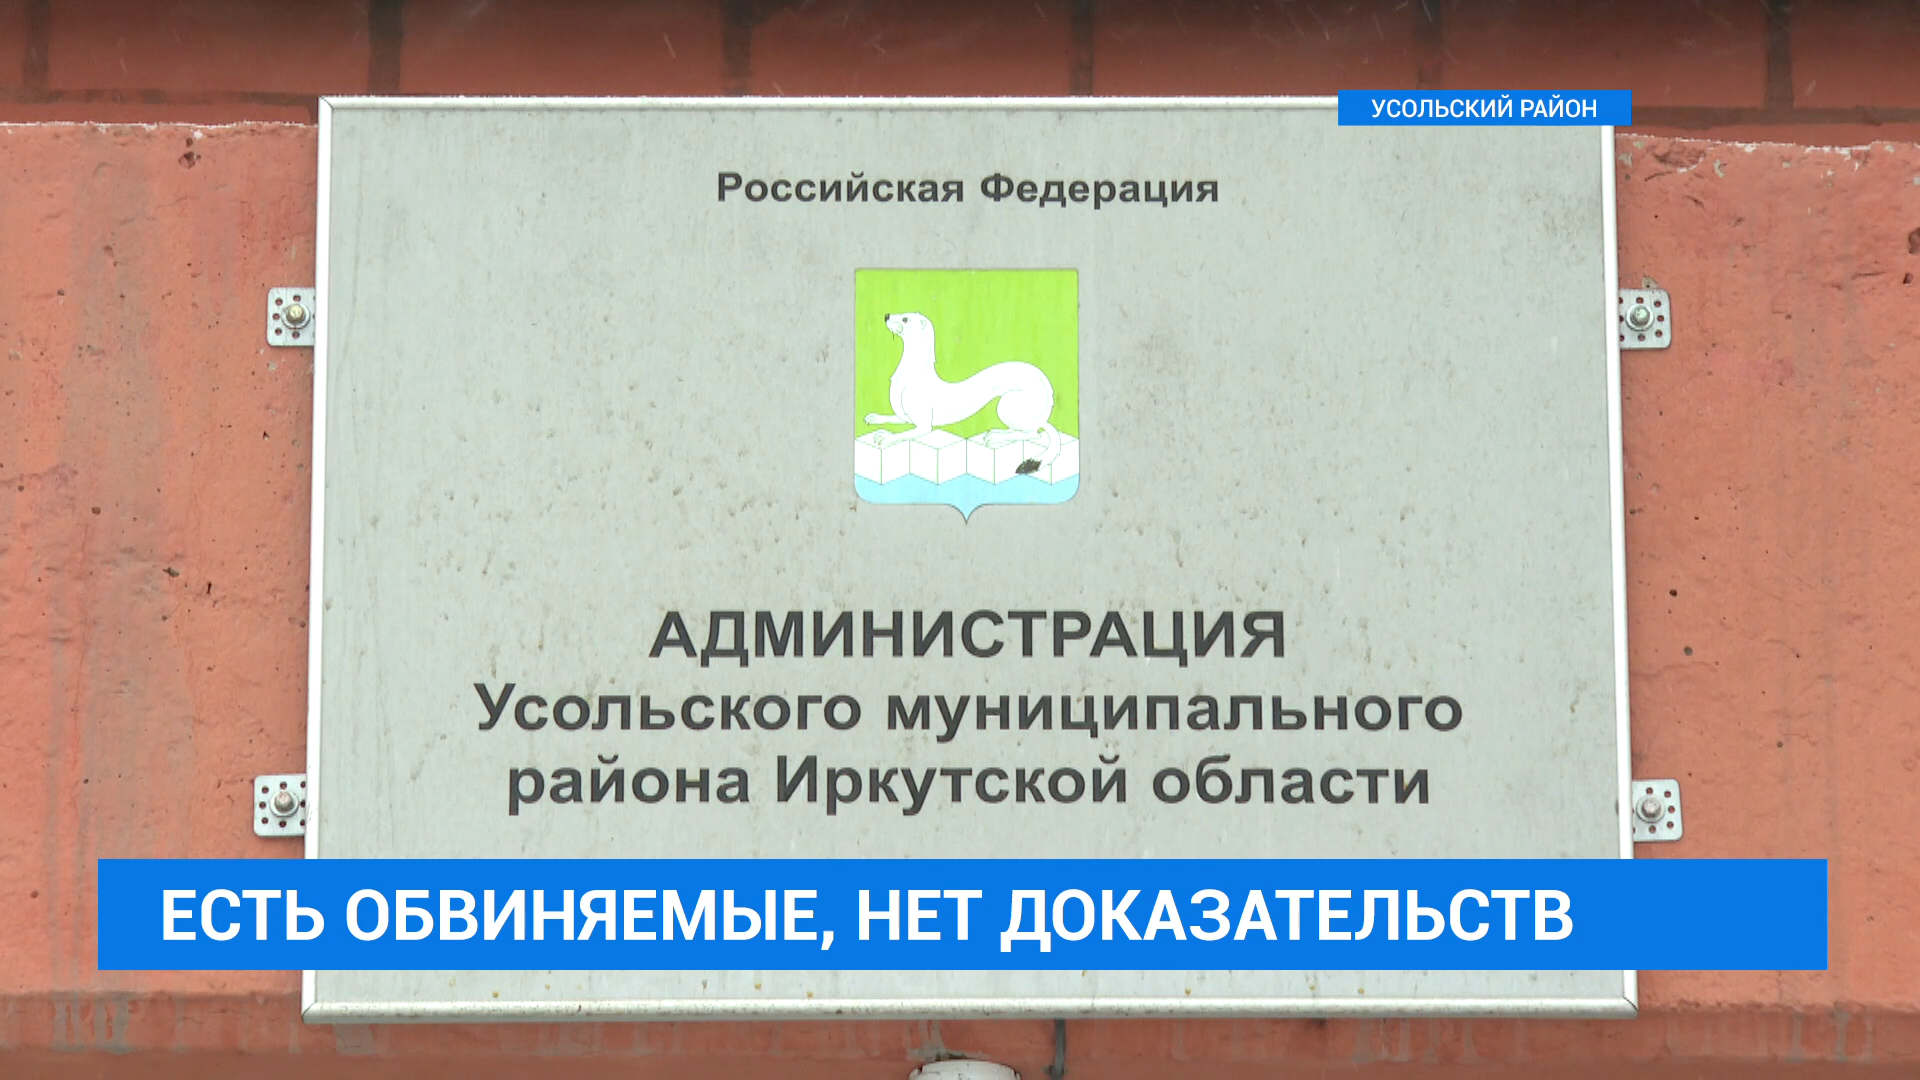 УСОЛЬСКИЙ РАЙОН
Российская Федерация
АДМИНИСТРАЦИЯ
Усольского муниципального
района Иркутской области
ЕСТЬ ОБВИНЯЕМЫЕ, НЕТ ДОКАЗАТЕЛЬСТВ